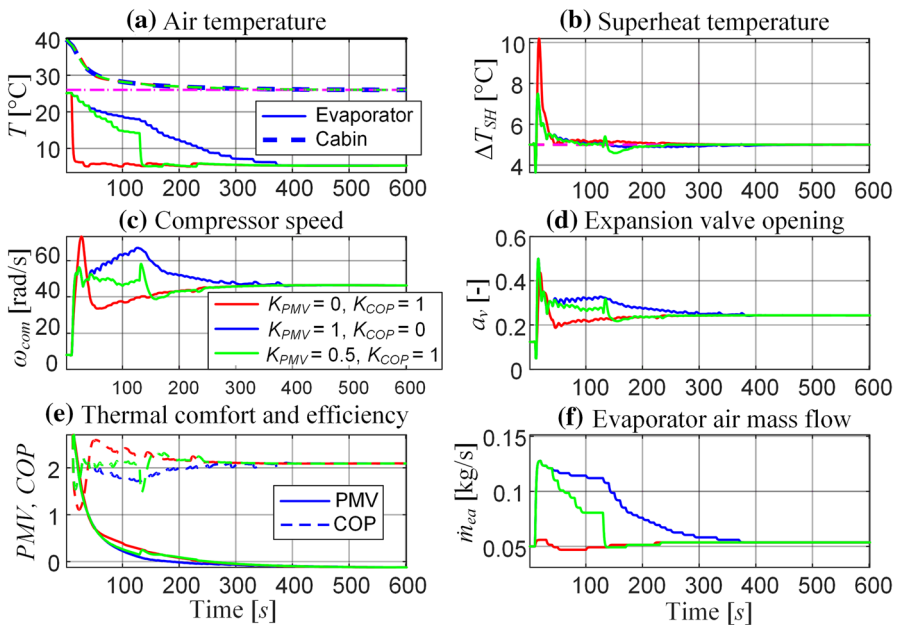 (a) Air temperature
T [°C]
40
30
20
10
Evaporator
Cabin
100 200 300 400 500 600
(b) Superheat temperature
ΔT_SH [°C]
10
8
6
4
100 200 300 400 500 600
(c) Compressor speed
ω_com [rad/s]
60
40
20
0
K_PMV = 0, K_COP = 1
K_PMV = 1, K_COP = 0
K_PMV = 0.5, K_COP = 1
100 200 300 400 500 600
(d) Expansion valve opening
a_v [-]
0.6
0.4
0.2
0
100 200 300 400 500 600
(e) Thermal comfort and efficiency
PMV, COP
2
1
0
PMV
COP
100 200 300 400 500 600
Time [s]
(f) Evaporator air mass flow
ṁ_ea [kg/s]
0.15
0.1
0.05
100 200 300 400 500 600
Time [s]